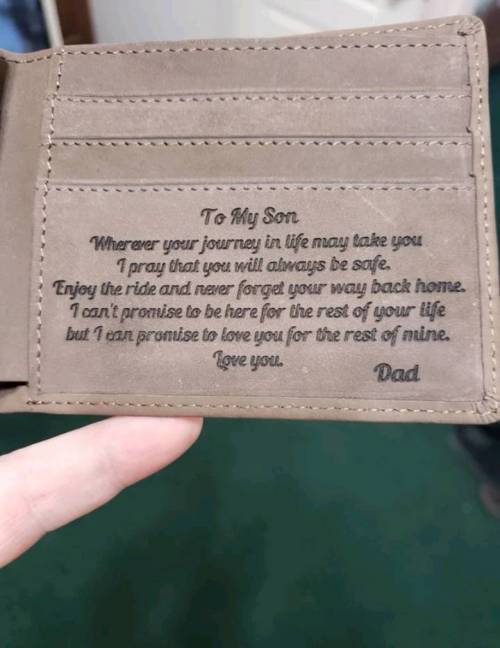 To My Son
Wherever your journey in life may take you
I pray that you will always be safe.
Enjoy the ride and never forget your way back home.
I can't promise to be here for the rest of your life
but I can promise to love you for the rest of mine.
Love you.
Dad